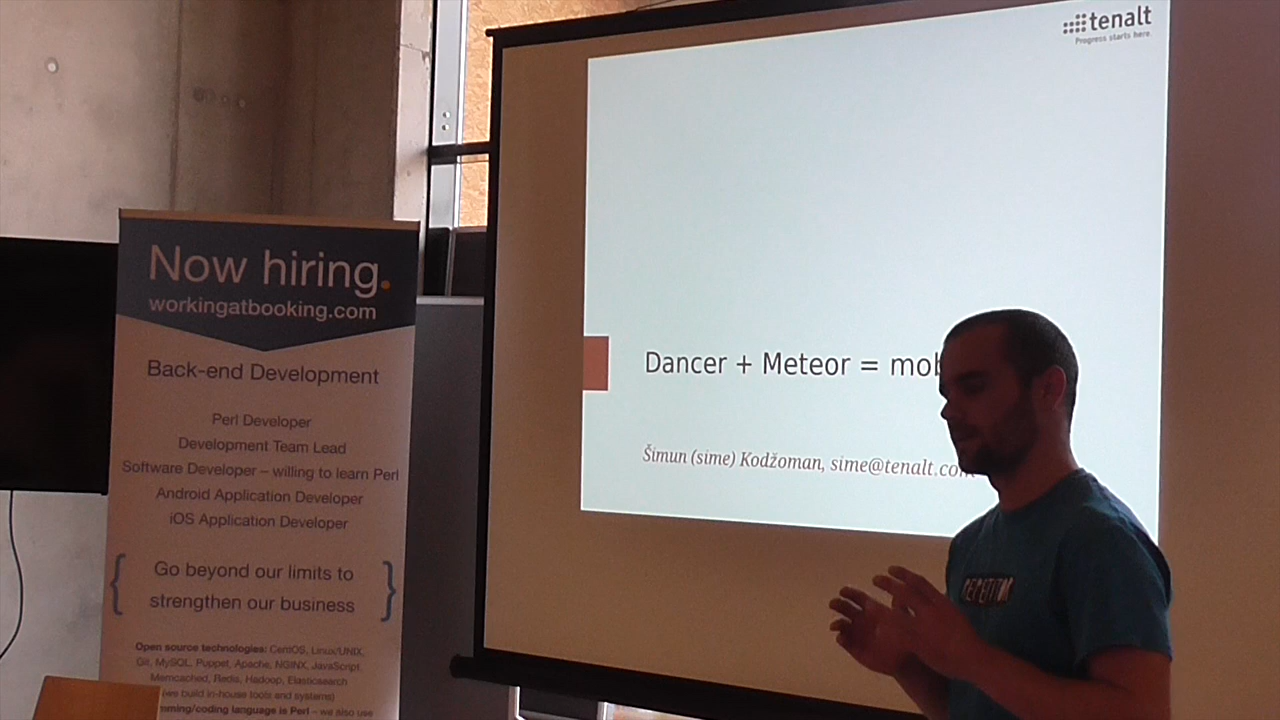 Now hiring.
workingatbooking.com
Back-end Development
Perl Developer
Development Team Lead
Software Developer – willing to learn Perl
Android Application Developer
iOS Application Developer
{ Go beyond our limits to }
strengthen our business
Open source technologies: CentOS, Linux/UNIX,
Git, MySQL, Puppet, Apache, NGINX, JavaScript
Memcached, Redis, Hadoop, Elasticsearch
(we build in-house tools and systems)
mming/coding language is Perl – will also use
tenalt
Progress starts here.
Dancer + Meteor = mob
Šimun (sime) Kodžoman, sime@tenalt.com
REPETITOR